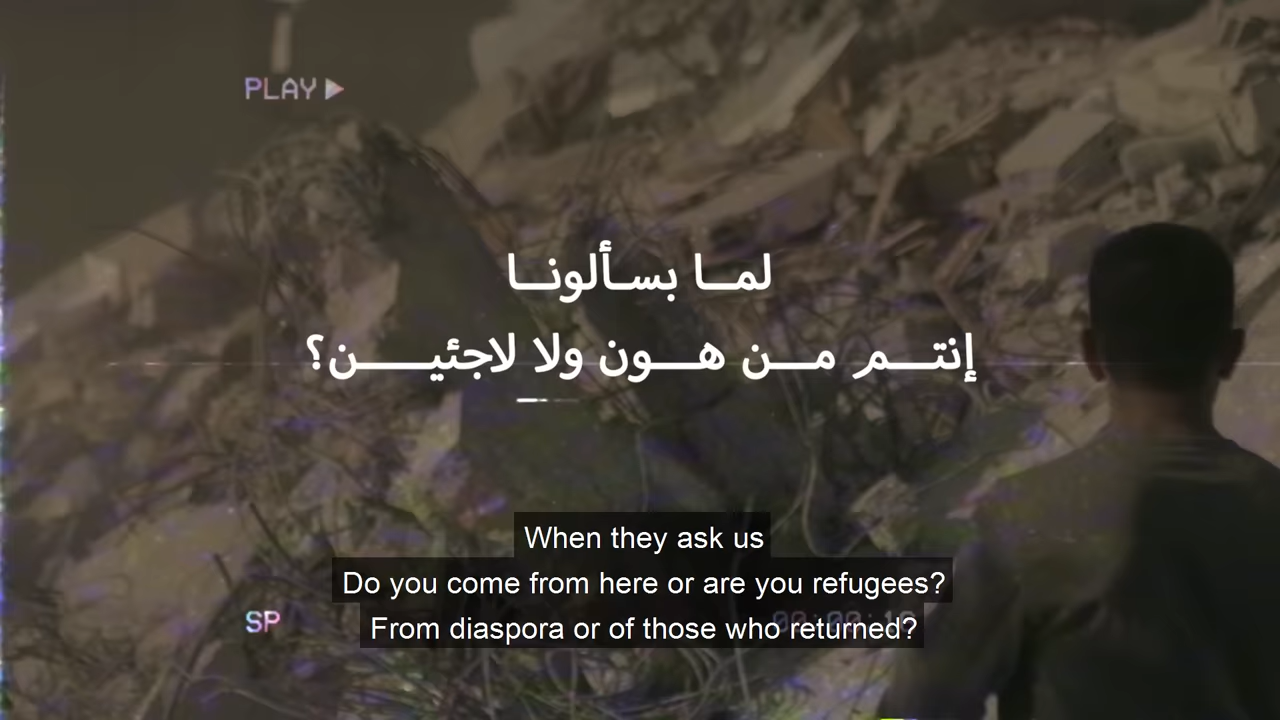 PLAY
لما بسألونا
إنتم من هون ولا لاجئين؟
When they ask us
Do you come from here or are you refugees?
From diaspora or of those who returned?
SP